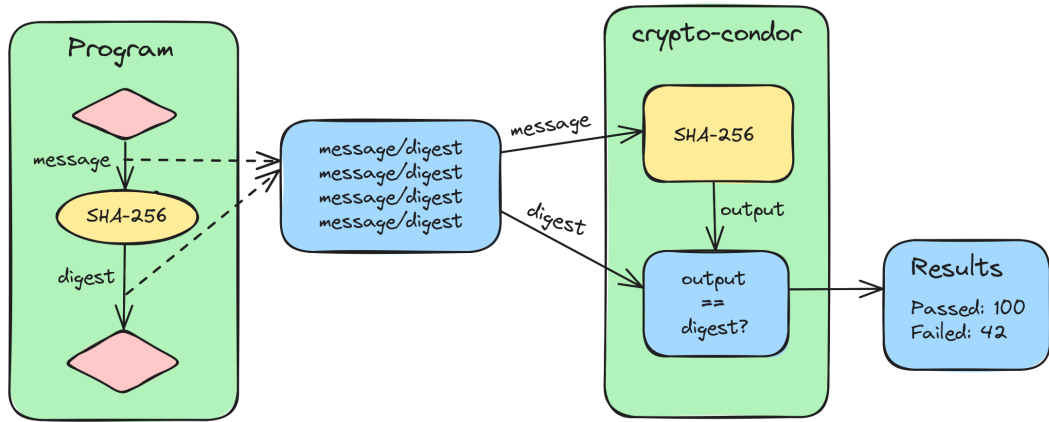 Program
message
SHA-256
digest
message/digest
message/digest
message/digest
message/digest
message
digest
crypto-condor
SHA-256
output
output
==
digest?
Results
Passed: 100
Failed: 42